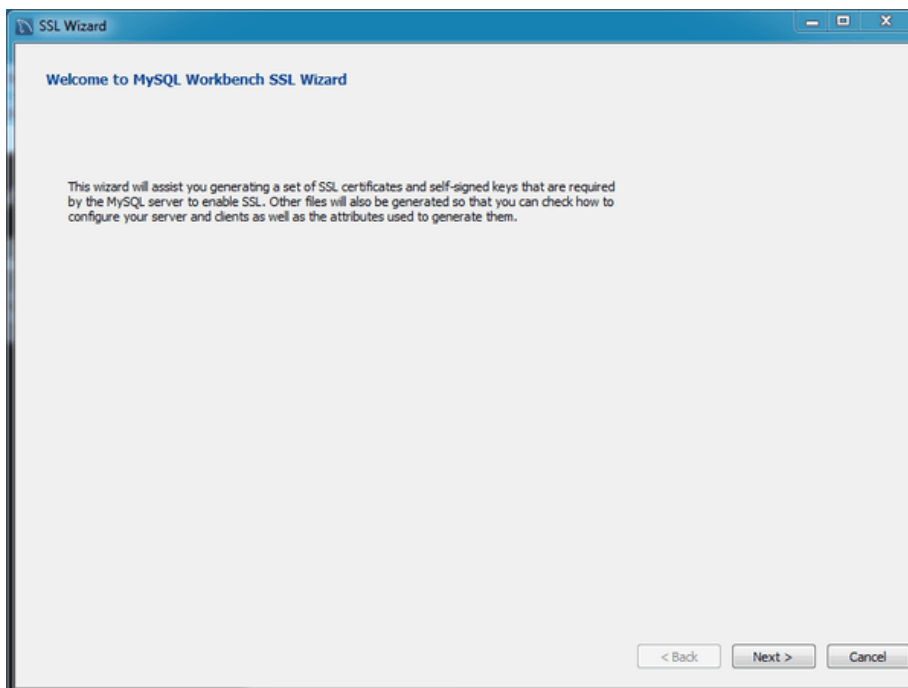 SSL Wizard
Welcome to MySQL Workbench SSL Wizard
This wizard will assist you generating a set of SSL certificates and self-signed keys that are required
by the MySQL server to enable SSL. Other files will also be generated so that you can check how to
configure your server and clients as well as the attributes used to generate them.
< Back Next > Cancel